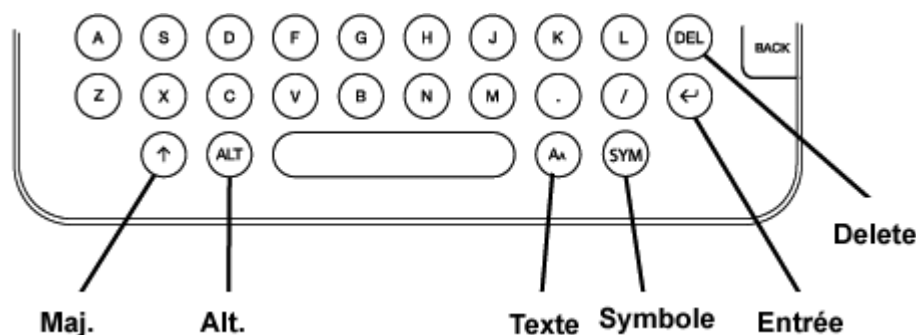 A S D F G H J K L DEL BACK
Z X C V B N M . / ↵
↑ ALT AA SYM
Delete
Maj. Alt. Texte Symbole Entrée